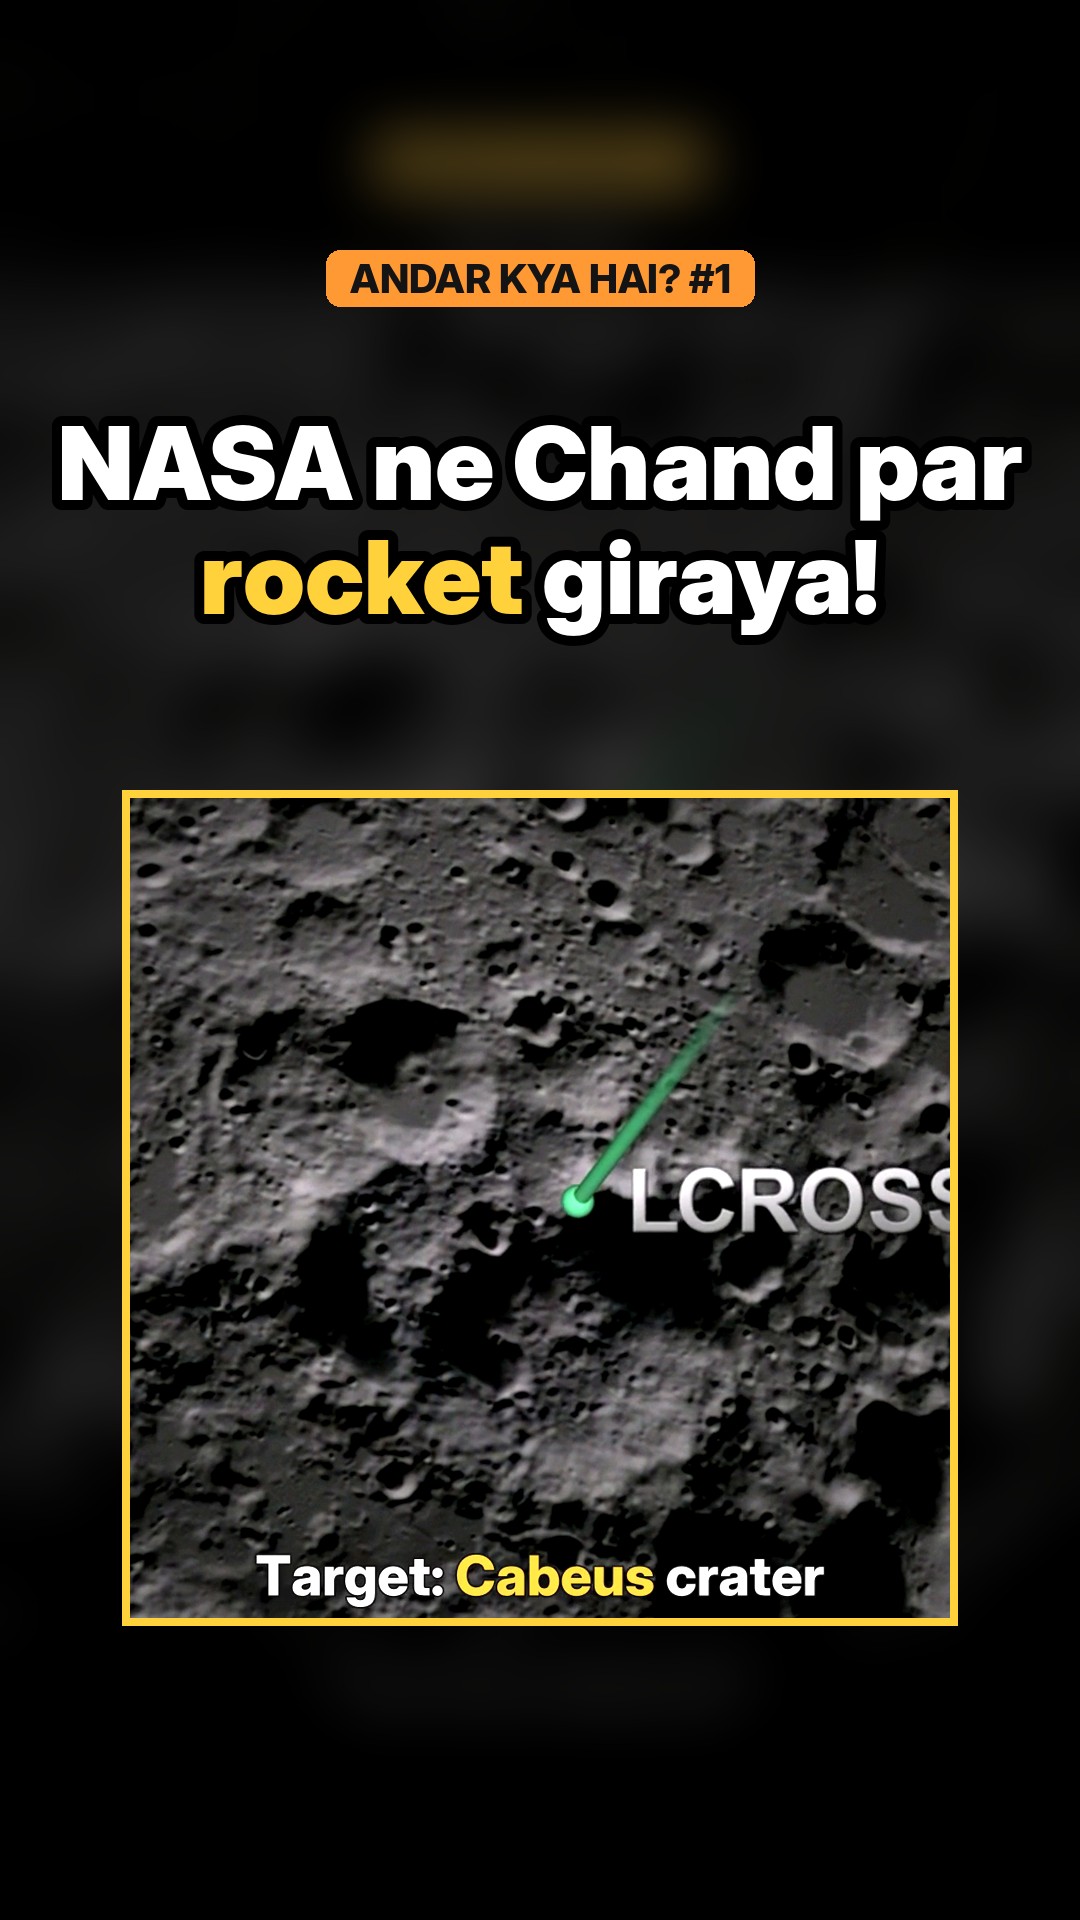 ANDAR KYA HAI? #1
NASA ne Chand par
rocket giraya!
LCROSS
Target: Cabeus crater